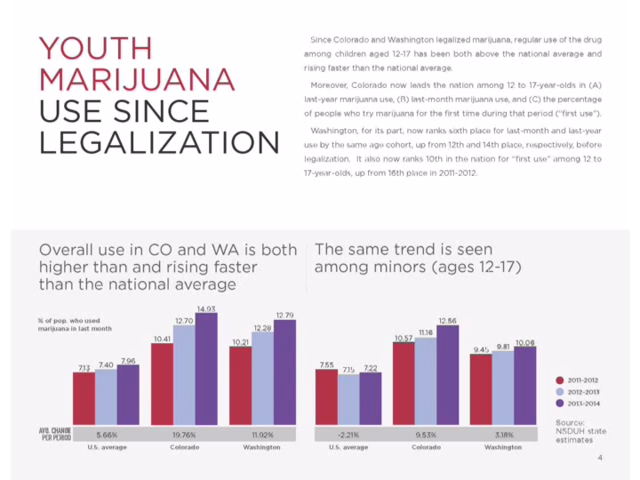 YOUTH
MARIJUANA
USE SINCE
LEGALIZATION
Since Colorado and Washington legalized marijuana, regular use of the drug
among children aged 12-17 has been both above the national average and
rising faster than the national average.
Moreover, Colorado now leads the nation among 12 to 17-year-olds in (A)
last-year marijuana use, (B) last-month marijuana use, and (C) the percentage
of people who try marijuana for the first time during that period ("first use").
Washington, for its part, now ranks sixth place for last-month and last-year
use by the same age cohort, up from 12th and 14th place, respectively, before
legalization. It also now ranks 10th in the nation for "first use" among 12 to
17-year-olds, up from 16th place in 2011-2012.
Overall use in CO and WA is both
higher than and rising faster
than the national average
% of pop. who used
marijuana in last month
7.13 7.40 7.96
10.41 12.70 14.93
10.21 12.28 12.79
AVG. CHANGE
PER PERIOD
5.66% 19.76% 11.92%
U.S. average Colorado Washington
The same trend is seen
among minors (ages 12-17)
7.55 7.15 7.22
10.57 11.16 12.56
9.45 9.81 10.06
-2.21% 9.53% 3.18%
U.S. average Colorado Washington
2011-2012
2012-2013
2013-2014
Source:
NSDUH state
estimates
4